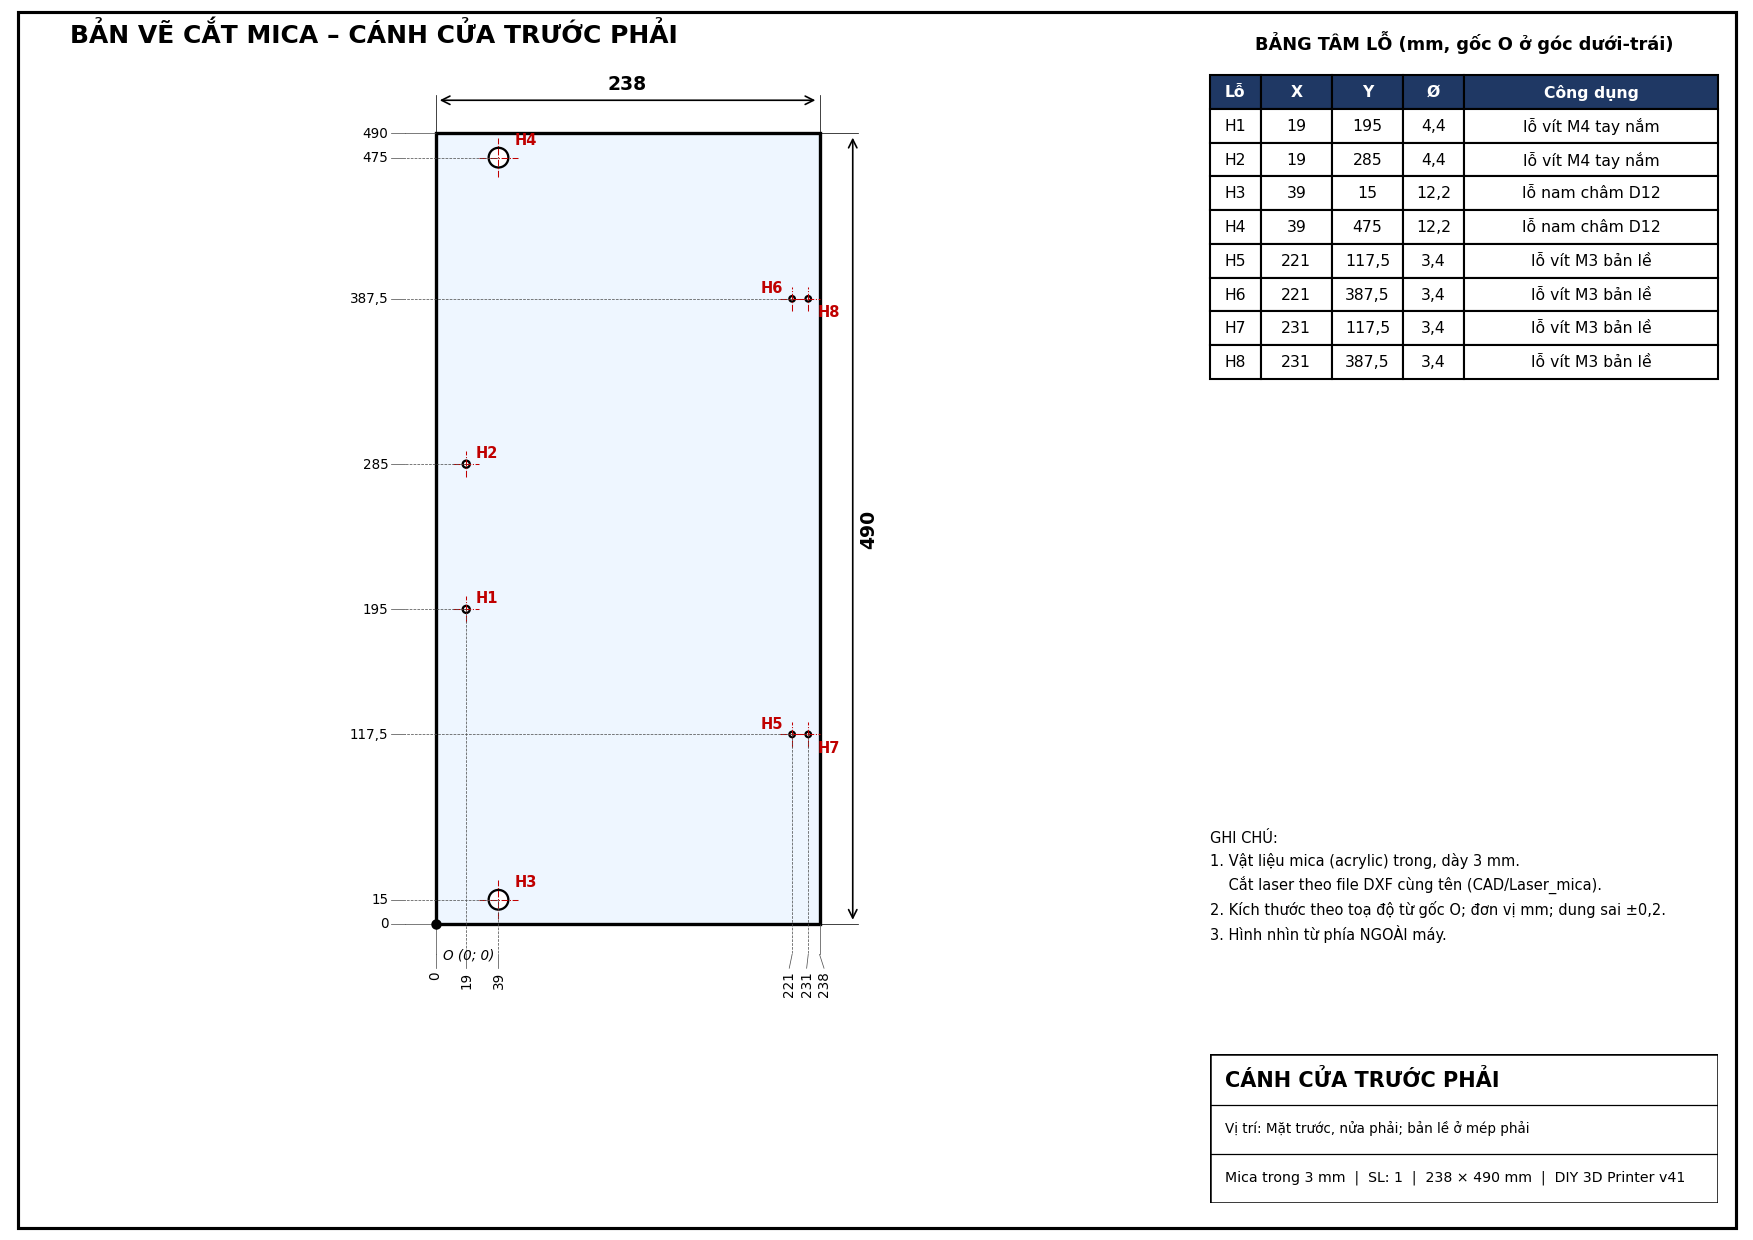 BẢN VẼ CẮT MICA – CÁNH CỬA TRƯỚC PHẢI
238
490
475
387,5
285
195
117,5
15
0
H4
H6
H8
H2
H1
H5
H7
H3
490
O (0; 0)
0
19
39
221
231
238
BẢNG TÂM LỖ (mm, gốc O ở góc dưới-trái)
Lỗ X Y Ø Công dụng
H1 19 195 4,4 lỗ vít M4 tay nắm
H2 19 285 4,4 lỗ vít M4 tay nắm
H3 39 15 12,2 lỗ nam châm D12
H4 39 475 12,2 lỗ nam châm D12
H5 221 117,5 3,4 lỗ vít M3 bản lề
H6 221 387,5 3,4 lỗ vít M3 bản lề
H7 231 117,5 3,4 lỗ vít M3 bản lề
H8 231 387,5 3,4 lỗ vít M3 bản lề
GHI CHÚ:
1. Vật liệu mica (acrylic) trong, dày 3 mm.
Cắt laser theo file DXF cùng tên (CAD/Laser_mica).
2. Kích thước theo toạ độ từ gốc O; đơn vị mm; dung sai ±0,2.
3. Hình nhìn từ phía NGOÀI máy.
CÁNH CỬA TRƯỚC PHẢI
Vị trí: Mặt trước, nửa phải; bản lề ở mép phải
Mica trong 3 mm | SL: 1 | 238 × 490 mm | DIY 3D Printer v41